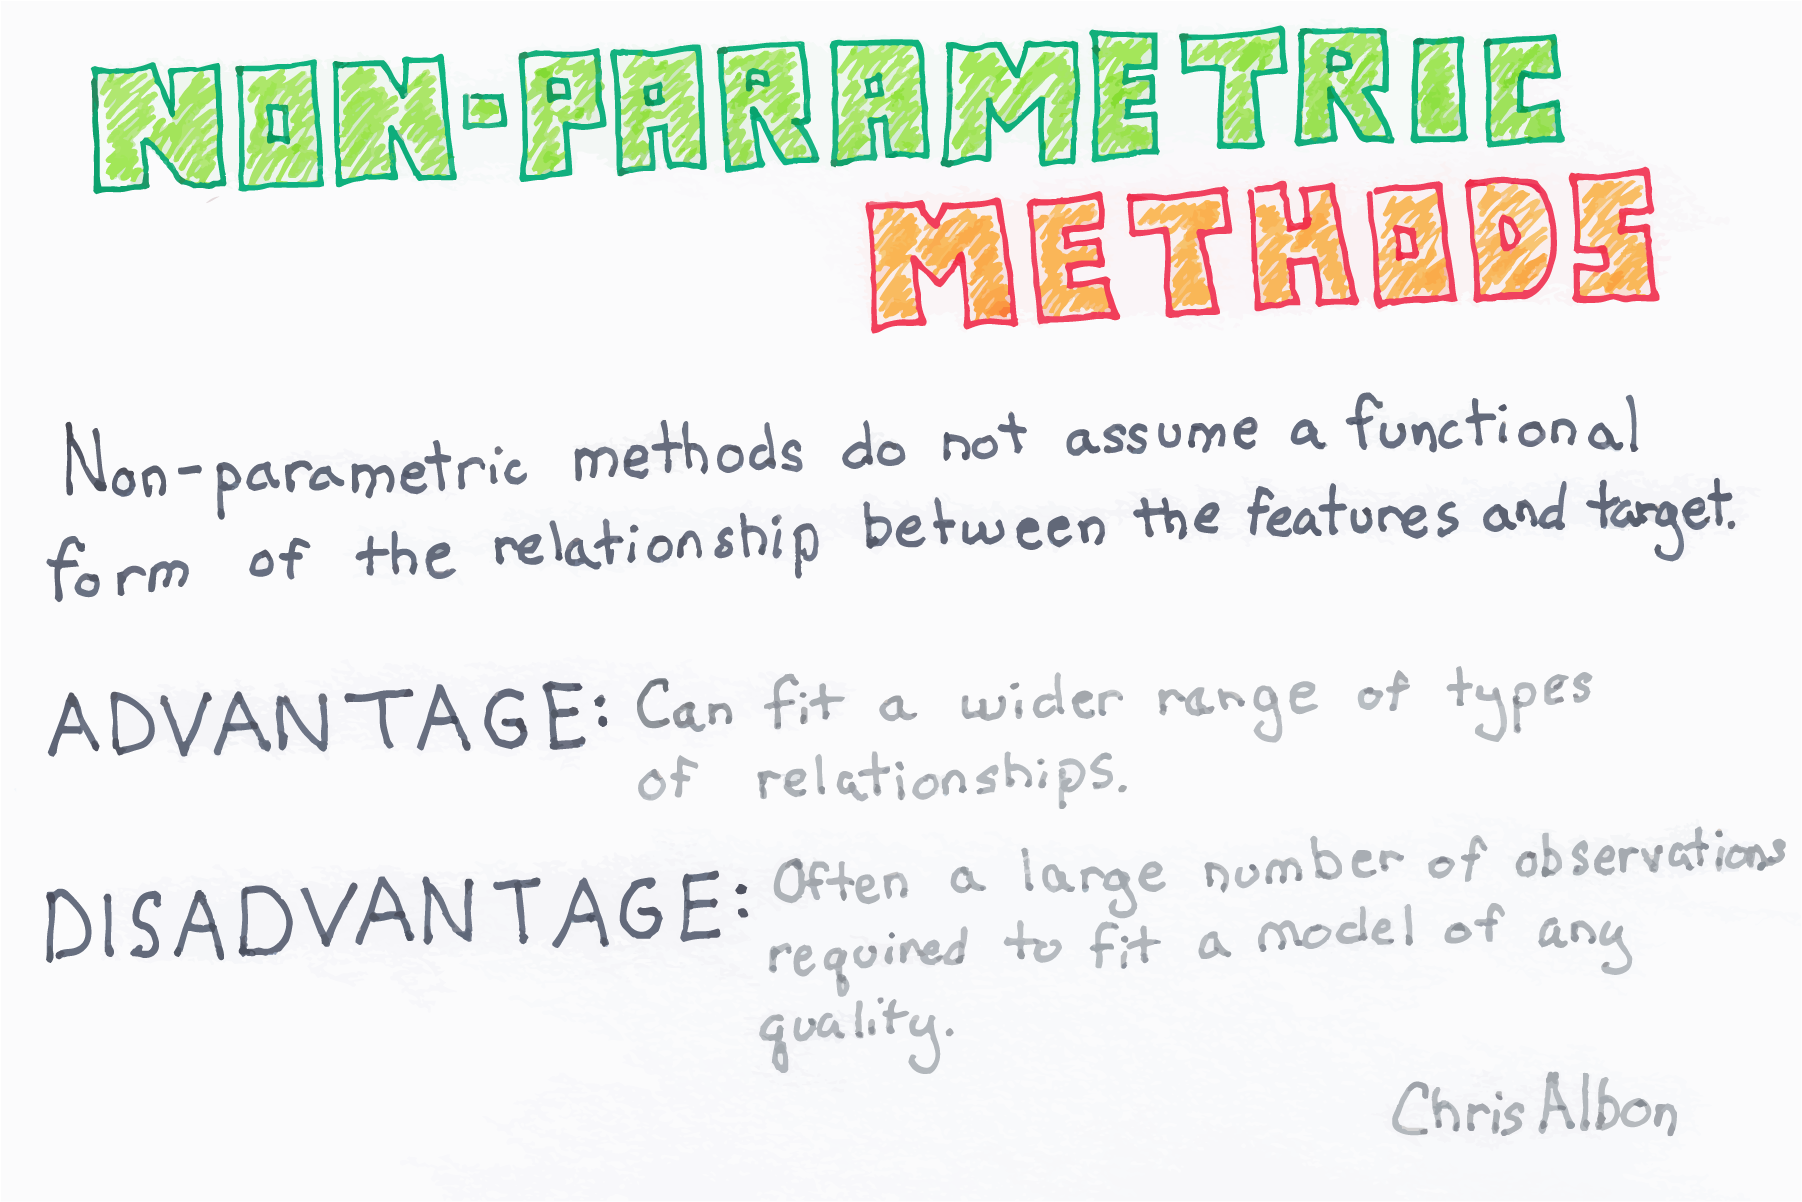 NON-PARAMETRIC
METHODS
Non-parametric methods do not assume a functional
form of the relationship between the features and target.
ADVANTAGE: Can fit a wider range of types
of relationships.
DISADVANTAGE: Often a large number of observations
required to fit a model of any
quality.
Chris Albon